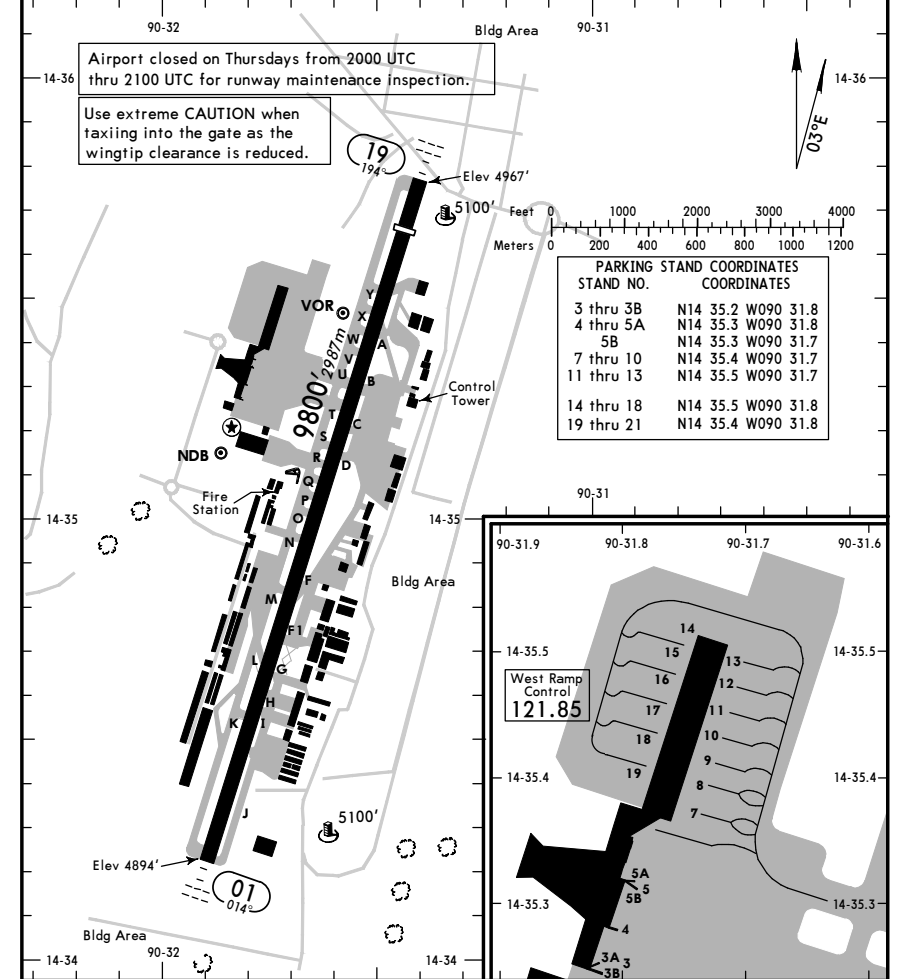 90-32
Bldg Area
90-31
Airport closed on Thursdays from 2000 UTC
thru 2100 UTC for runway maintenance inspection.
14-36
14-36
Use extreme CAUTION when
taxiing into the gate as the
wingtip clearance is reduced.
03°E
19
194°
Elev 4967'
5100'
Feet 0 1000 2000 3000 4000
Meters 0 200 400 600 800 1000 1200
PARKING STAND COORDINATES
STAND NO. COORDINATES
3 thru 3B N14 35.2 W090 31.8
4 thru 5A N14 35.3 W090 31.8
5B N14 35.3 W090 31.7
7 thru 10 N14 35.4 W090 31.7
11 thru 13 N14 35.5 W090 31.7
14 thru 18 N14 35.5 W090 31.8
19 thru 21 N14 35.4 W090 31.8
VOR
Y
X
W
A
V
U
B
9800' 2987m
Control
Tower
T
C
S
NDB
R
D
Q
Fire
Station
P
O
14-35
14-35
90-31
N
F
Bldg Area
M
F1
L
G
H
K
I
J
5100'
Elev 4894'
01
014°
Bldg Area
90-32
14-34
14-34
90-31.9
90-31.8
90-31.7
90-31.6
14
15
13
14-35.5
14-35.5
16
12
West Ramp
Control
121.85
17
11
18
10
19
9
14-35.4
14-35.4
8
7
5A
5
5B
14-35.3
14-35.3
4
3A
3
3B